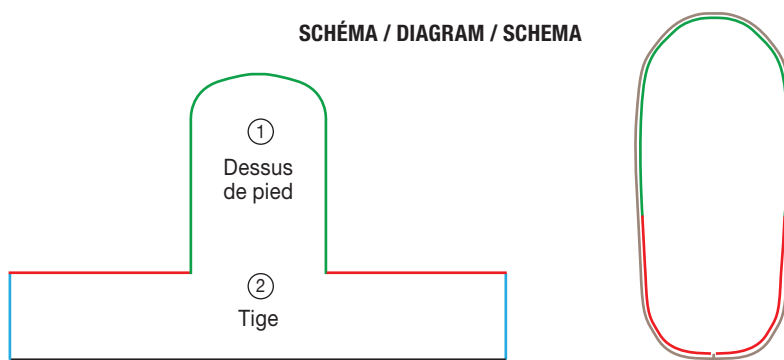 SCHÉMA / DIAGRAM / SCHEMA
1
Dessus
de pied
2
Tige